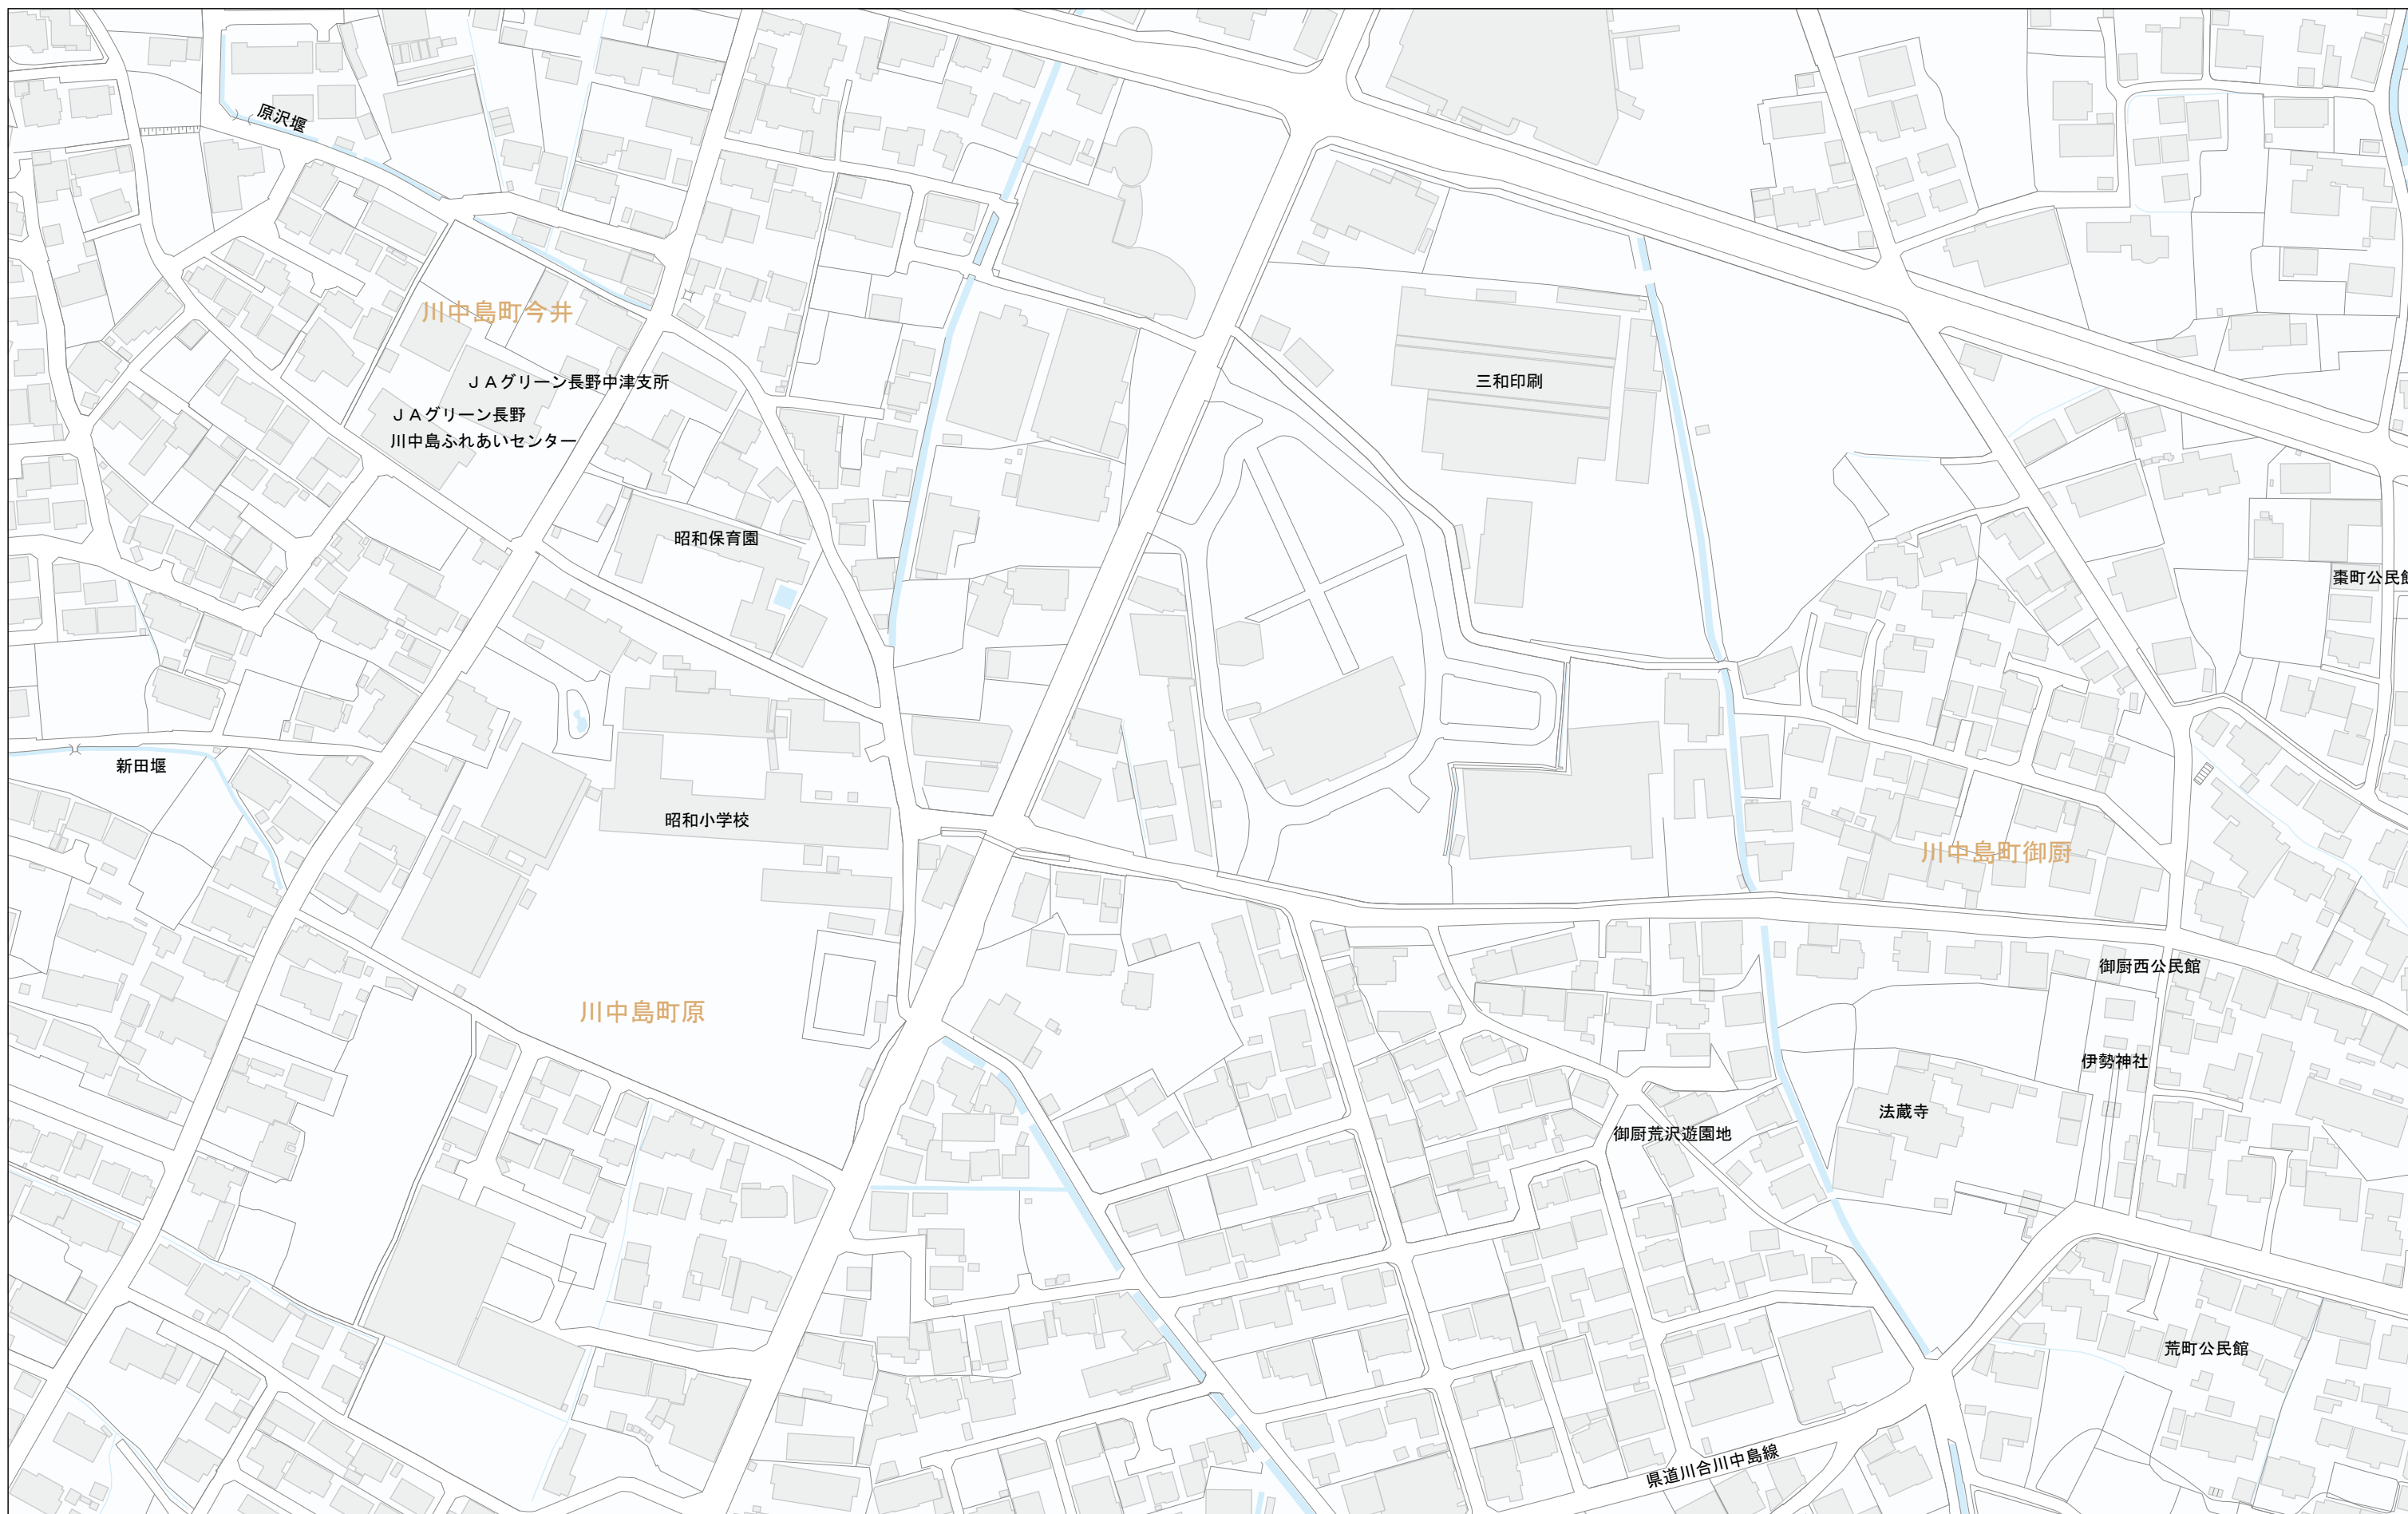 原沢堰
川中島町今井
ＪＡグリーン長野中津支所
三和印刷
ＪＡグリーン長野
川中島ふれあいセンター
昭和保育園
棗町公民館
新田堰
昭和小学校
川中島町御厨
御厨西公民館
川中島町原
伊勢神社
法蔵寺
御厨荒沢遊園地
荒町公民館
県道川合川中島線